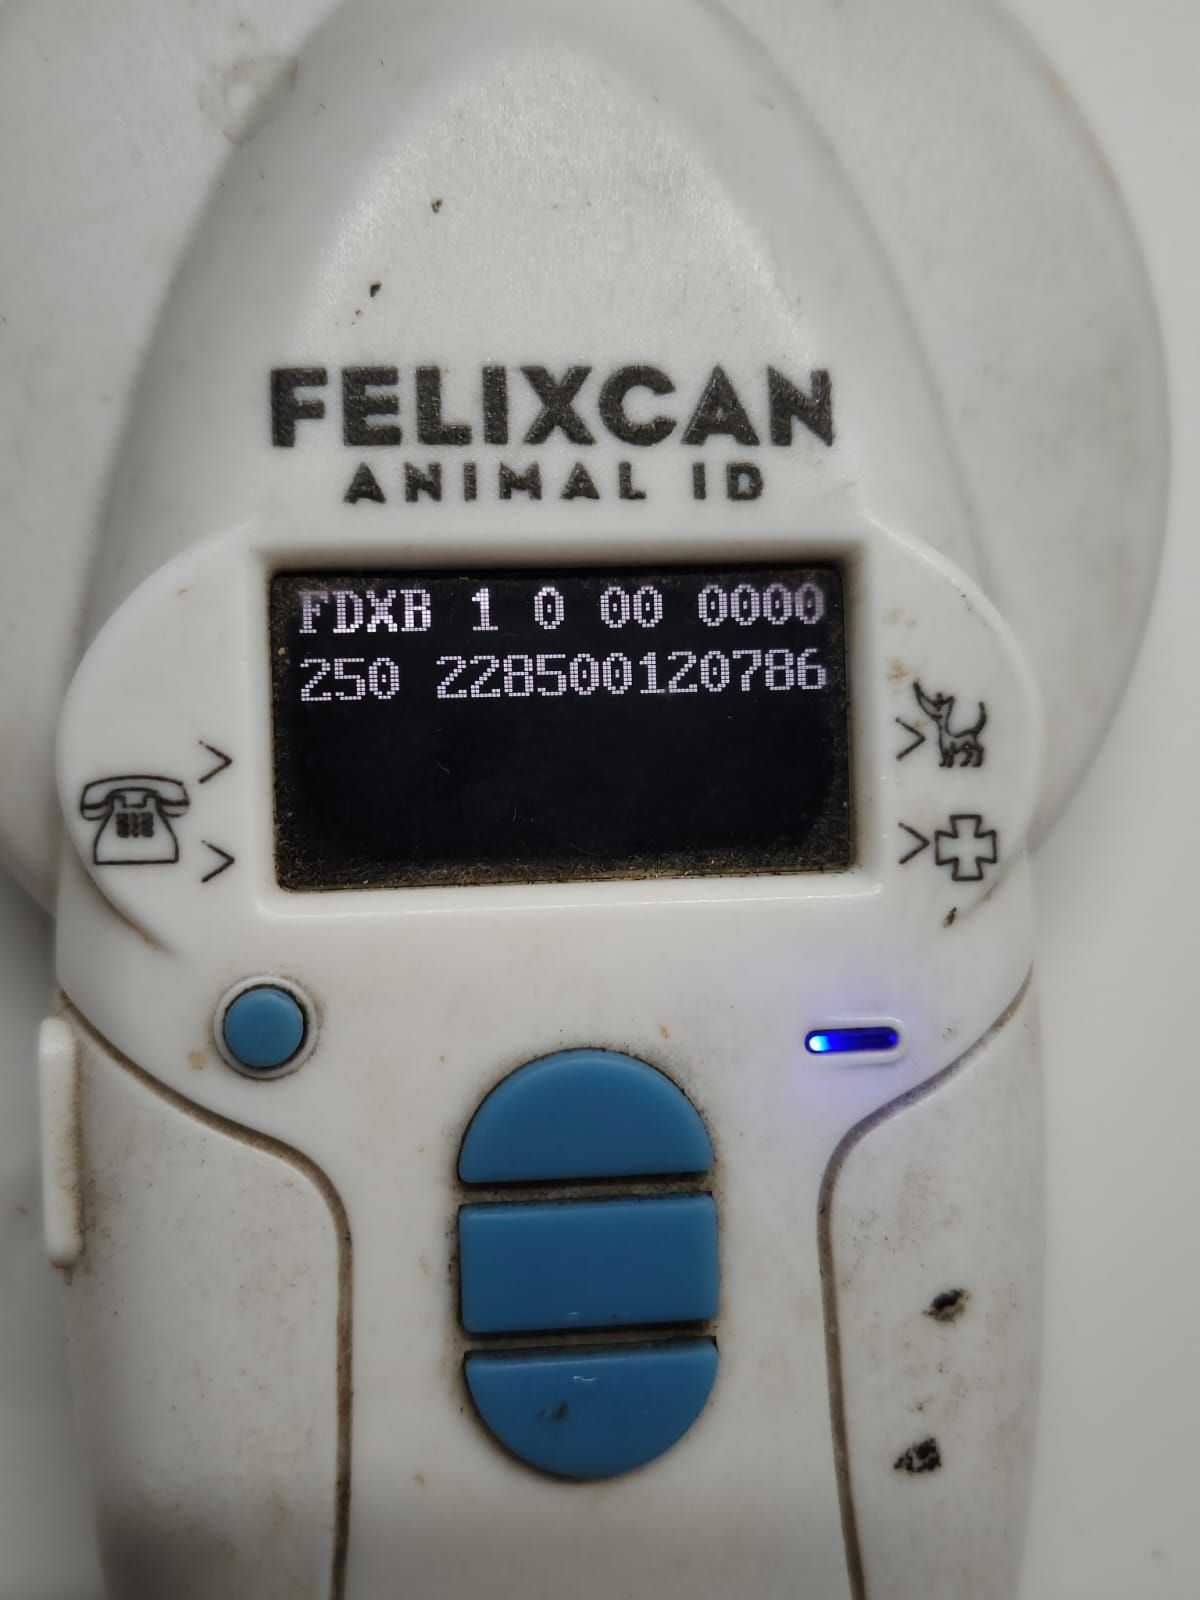 FELIXCAN
ANIMAL ID
FDXB 1 0 00 0000
250 228500120786